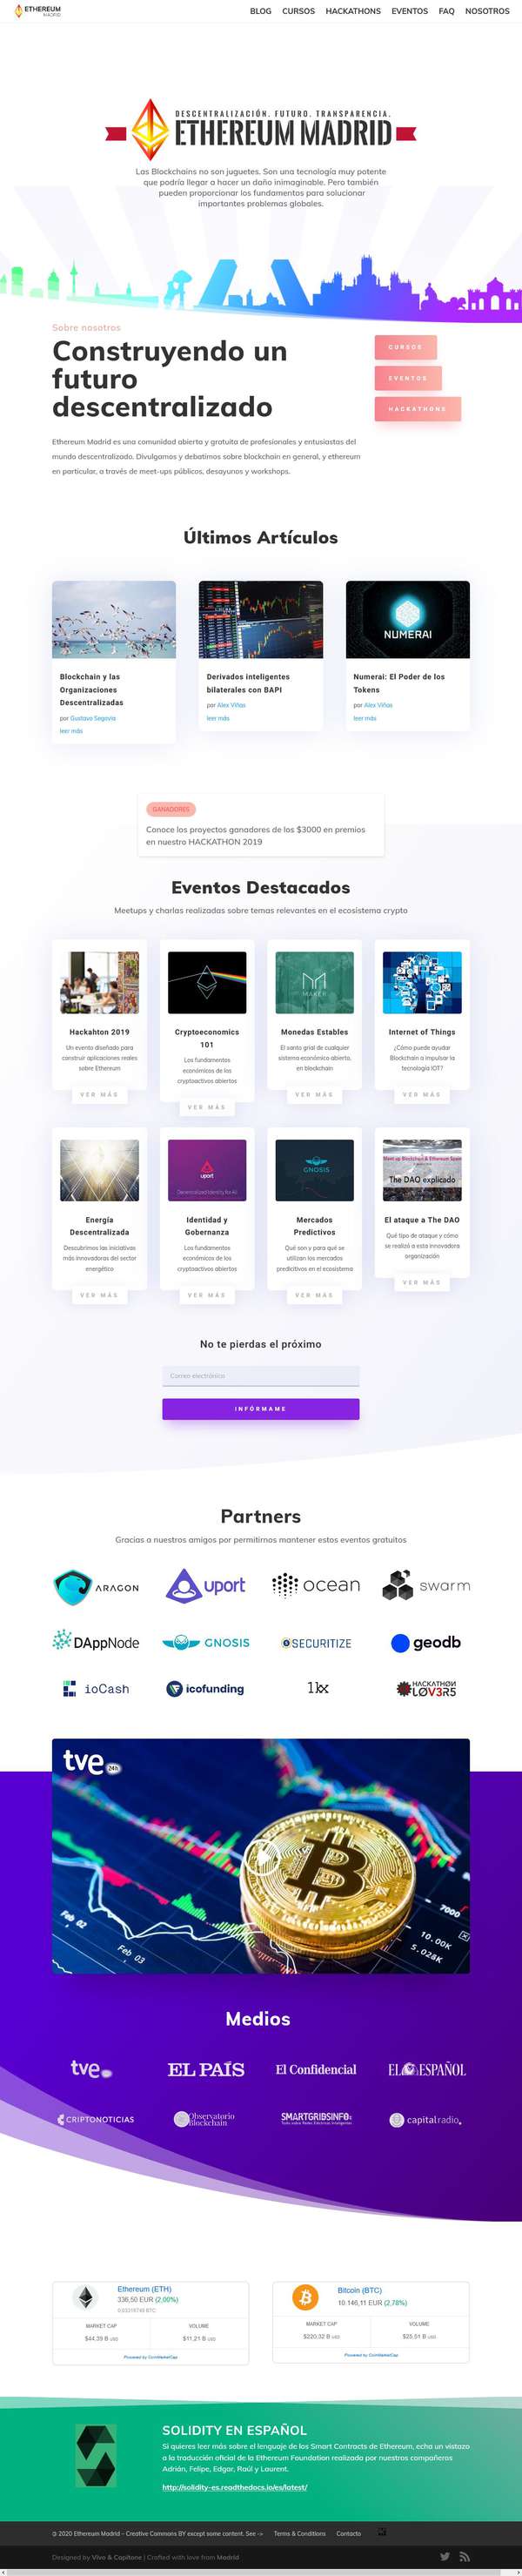 ETHEREUM
MADRID
BLOG CURSOS HACKATHONS EVENTOS FAQ NOSOTROS
DESCENTRALIZACIÓN. FUTURO. TRANSPARENCIA.
ETHEREUM MADRID
Las Blockchains no son juguetes. Son una tecnología muy potente
que podría llegar a hacer un daño inimaginable. Pero también
pueden proporcionar los fundamentos para solucionar
importantes problemas globales.
Sobre nosotros
Construyendo un
futuro
descentralizado
CURSOS
EVENTOS
HACKATHONS
Ethereum Madrid es una comunidad abierta y gratuita de profesionales y entusiastas del
mundo descentralizado. Divulgamos y debatimos sobre blockchain en general, y ethereum
en particular, a través de meet-ups públicos, desayunos y workshops.
Últimos Artículos
NUMERAI
Blockchain y las
Organizaciones
Descentralizadas
por Gustavo Segovia
leer más
Derivados inteligentes
bilaterales con BAPI
por Alex Viñas
leer más
Numerai: El Poder de los
Tokens
por Alex Viñas
leer más
GANADORES
Conoce los proyectos ganadores de los $3000 en premios
en nuestro HACKATHON 2019
Eventos Destacados
Meetups y charlas realizadas sobre temas relevantes en el ecosistema crypto
MAKER
Hackahton 2019
Un evento diseñado para
construir aplicaciones reales
sobre Ethereum
VER MÁS
Cryptoeconomics
101
Los fundamentos
económicos de los
cryptoactivos abiertos
VER MÁS
Monedas Estables
El santo grial de cualquier
sistema económico abierto,
en blockchain
VER MÁS
Internet of Things
¿Cómo puede ayudar
Blockchain a impulsar la
tecnología IOT?
VER MÁS
uport
Decentralized Identity for All
GNOSIS
Meet up Blockchain & Ethereum Spain
The DAO explicado
Energía
Descentralizada
Descubrimos las iniciativas
más innovadoras del sector
energético
VER MÁS
Identidad y
Gobernanza
Los fundamentos
económicos de los
cryptoactivos abiertos
VER MÁS
Mercados
Predictivos
Qué son y para qué se
utilizan los mercados
predictivos en el ecosistema
VER MÁS
El ataque a The DAO
Qué tipo de ataque y cómo
se realizó a esta innovadora
organización
VER MÁS
No te pierdas el próximo
Correo electrónico
INFÓRMAME
Partners
Gracias a nuestros amigos por permitirnos mantener estos eventos gratuitos
ARAGON uport ocean swarm
DAppNode GNOSIS SECURITIZE geodb
ioCash icofunding 1kx HACKATHON LOV3R5
tve 24h
Feb 02
Feb 03
7000
10.00K
5.028K
Medios
tve EL PAÍS El Confidencial EL ESPAÑOL
CRIPTONOTICIAS Observatorio Blockchain SMARTGRIDSINFO capitalradio.
Ethereum (ETH)
336,50 EUR (2,00%)
MARKET CAP
$44,39 B USD
VOLUME
$11,21 B USD
Powered by CoinMarketCap
Bitcoin (BTC)
10 146,11 EUR (2,78%)
MARKET CAP
$220,32 B USD
VOLUME
$25,51 B USD
Powered by CoinMarketCap
SOLIDITY EN ESPAÑOL
Si quieres leer más sobre el lenguaje de los Smart Contracts de Ethereum, echa un vistazo
a la traducción oficial de la Ethereum Foundation realizada por nuestros compañeros
Adrián, Felipe, Edgar, Raúl y Laurent.
http://solidity-es.readthedocs.io/es/latest/
© 2020 Ethereum Madrid – Creative Commons BY except some content. See -> Terms & Conditions Contacto
Designed by Vivo & Capitane | Crafted with love from Madrid